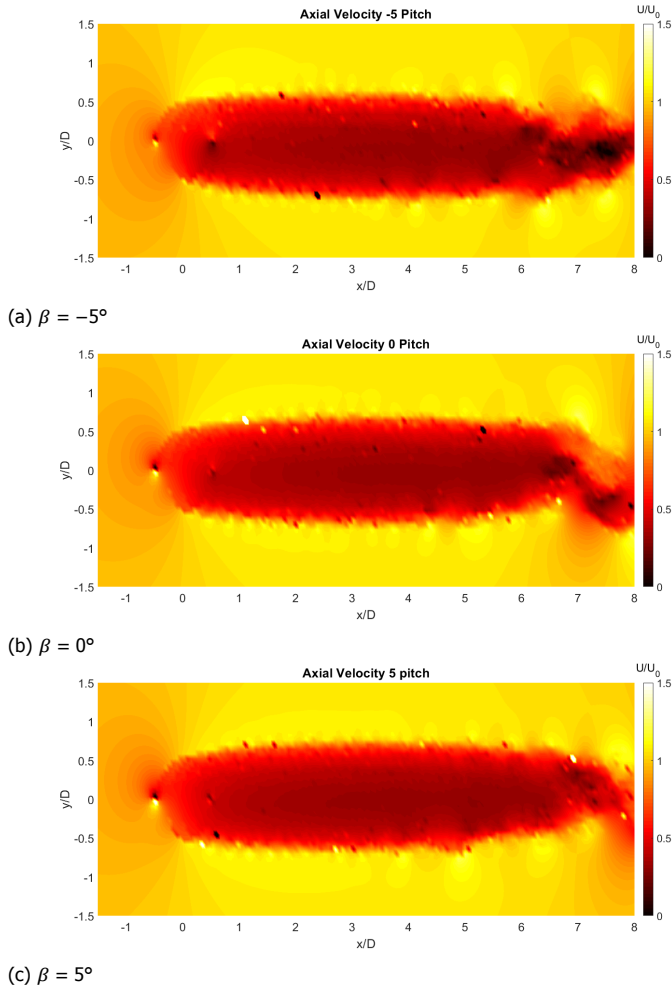 Axial Velocity -5 Pitch
U/U0
1.5
1
0.5
0
-0.5
-1
-1.5
y/D
1.5
1
0.5
0
-1 0 1 2 3 4 5 6 7 8
x/D
(a) β = −5°
Axial Velocity 0 Pitch
U/U0
1.5
1
0.5
0
-0.5
-1
-1.5
y/D
1.5
1
0.5
0
-1 0 1 2 3 4 5 6 7 8
x/D
(b) β = 0°
Axial Velocity 5 pitch
U/U0
1.5
1
0.5
0
-0.5
-1
-1.5
y/D
1.5
1
0.5
0
-1 0 1 2 3 4 5 6 7 8
x/D
(c) β = 5°